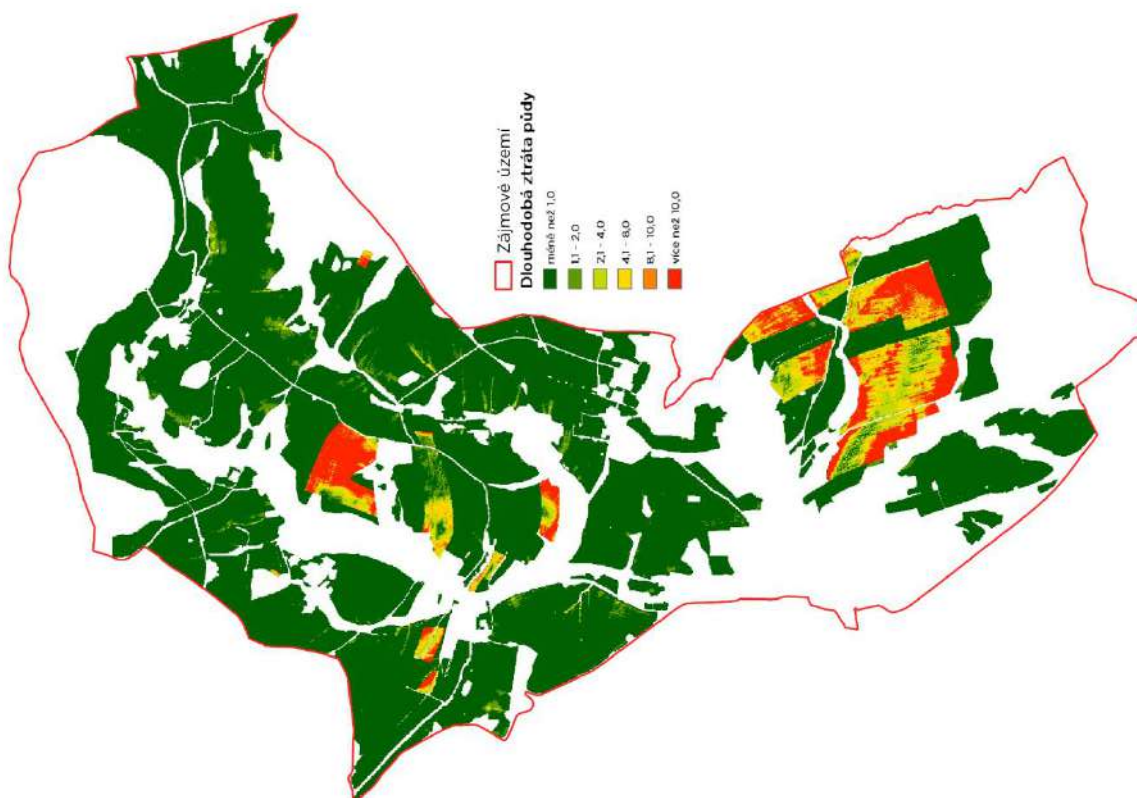 Zájmové území
Dlouhodobá ztráta půdy
méně než 1,0
1,1 - 2,0
2,1 - 4,0
4,1 - 8,0
8,1 - 10,0
více než 10,0